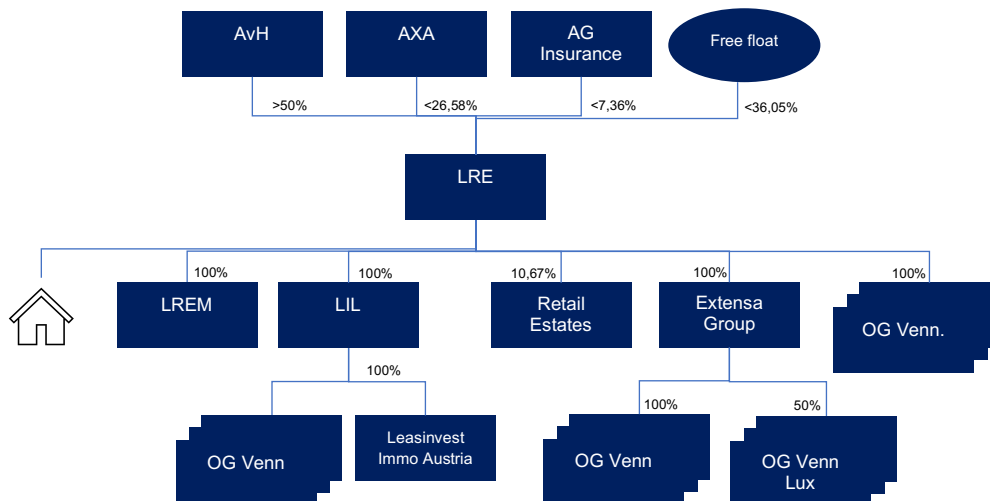 AvH
AXA
AG
Insurance
Free float
>50%
<26,58%
<7,36%
<36,05%
LRE
100%
100%
10,67%
100%
100%
LREM
LIL
Retail
Estates
Extensa
Group
OG Venn.
100%
100%
50%
OG Venn
Leasinvest
Immo Austria
OG Venn
OG Venn
Lux